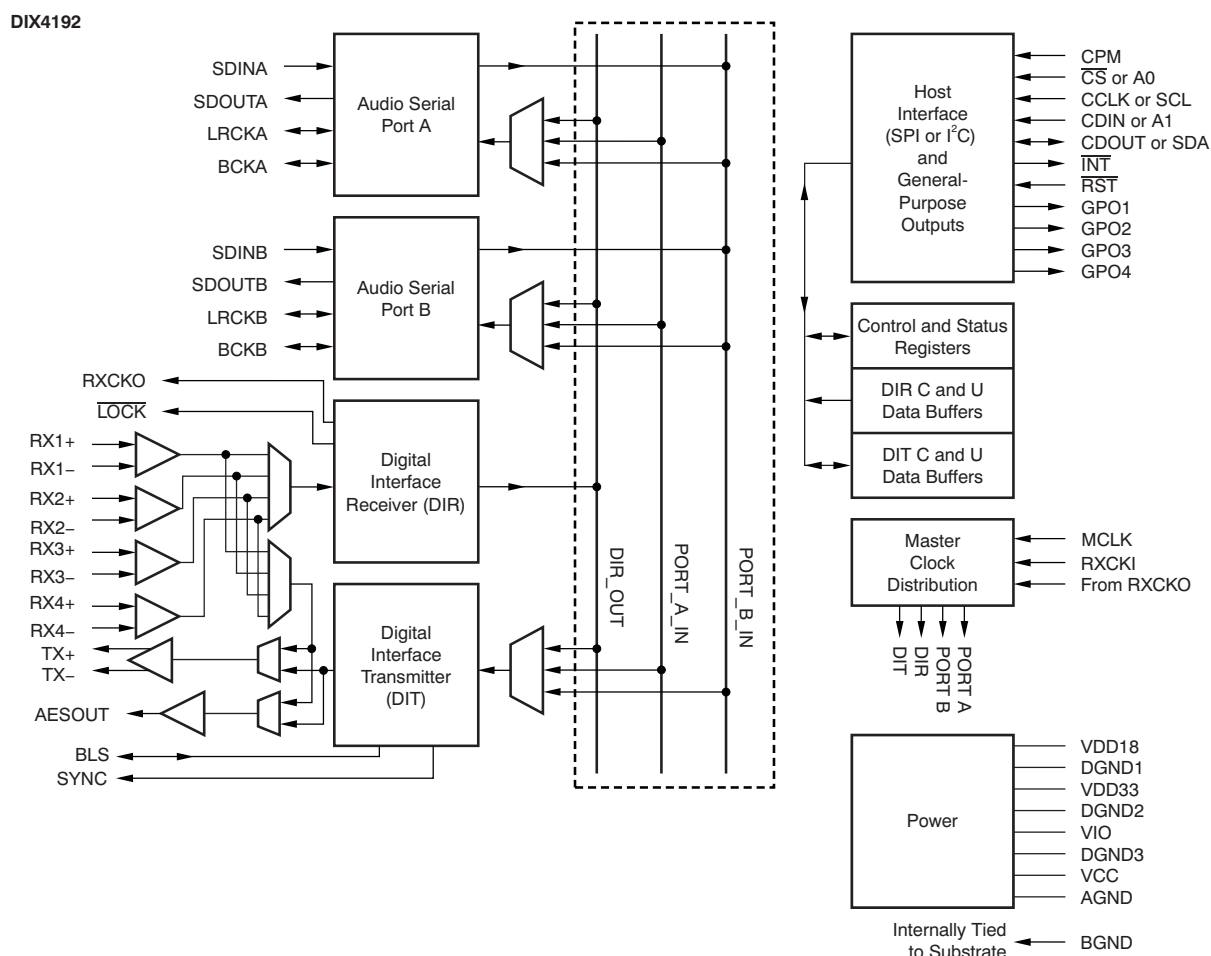 DIX4192
SDINA
SDOUTA
LRCKA
BCKA
Audio Serial
Port A
SDINB
SDOUTB
LRCKB
BCKB
Audio Serial
Port B
RXCKO
LOCK
RX1+
RX1−
RX2+
RX2−
RX3+
RX3−
RX4+
RX4−
TX+
TX−
AESOUT
BLS
SYNC
Digital
Interface
Receiver (DIR)
Digital
Interface
Transmitter
(DIT)
DIR_OUT
PORT_A_IN
PORT_B_IN
Host
Interface
(SPI or I²C)
and
General-
Purpose
Outputs
CPM
CS or A0
CCLK or SCL
CDIN or A1
CDOUT or SDA
INT
RST
GPO1
GPO2
GPO3
GPO4
Control and Status
Registers
DIR C and U
Data Buffers
DIT C and U
Data Buffers
Master
Clock
Distribution
MCLK
RXCKI
From RXCKO
DIT
DIR
PORT B
PORT A
Power
VDD18
DGND1
VDD33
DGND2
VIO
DGND3
VCC
AGND
Internally Tied
to Substrate
BGND